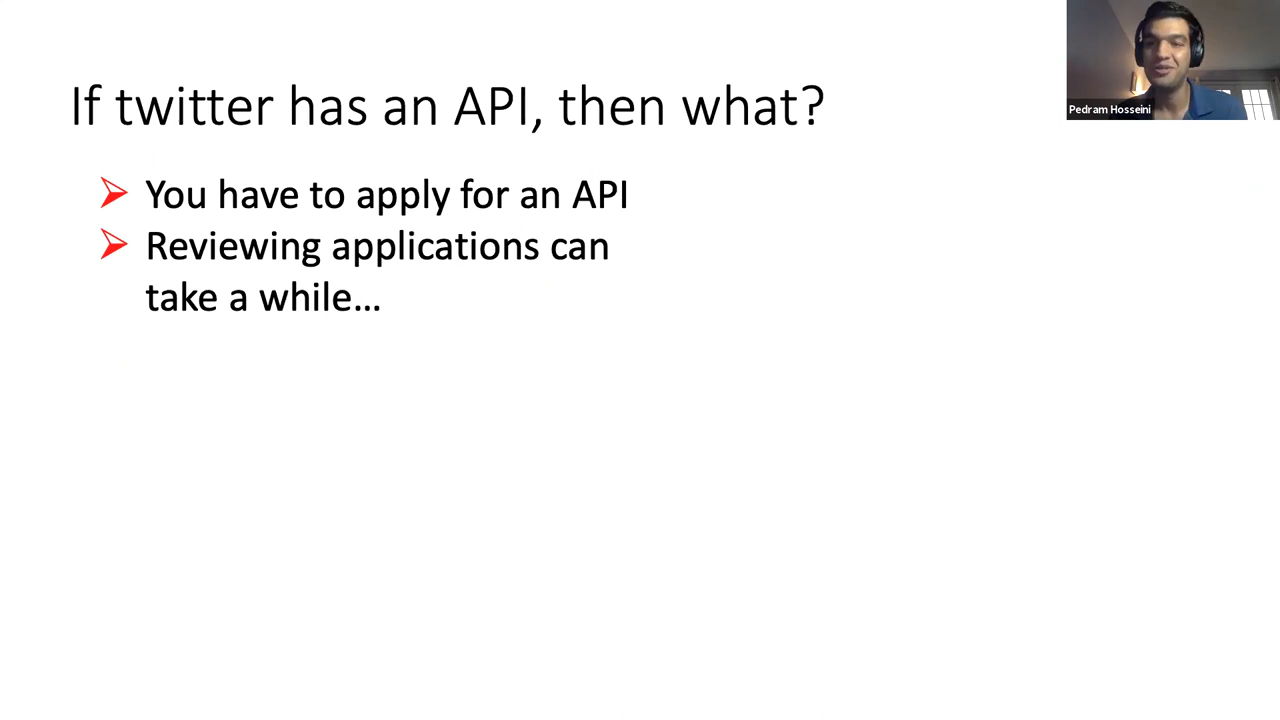 If twitter has an API, then what?
Pedram Hosseini
You have to apply for an API
Reviewing applications can
take a while…